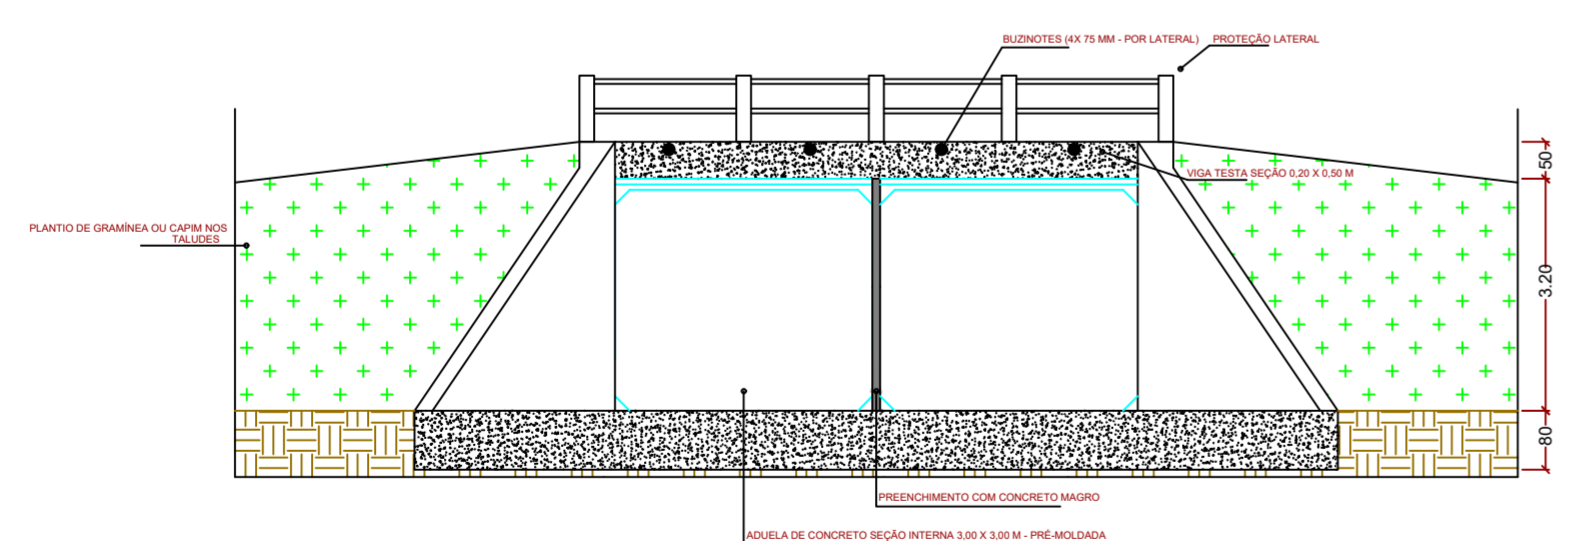 BUZINOTES (4X 75 MM - POR LATERAL)
PROTEÇÃO LATERAL
50
VIGA TESTA SEÇÃO 0,20 X 0,50 M
PLANTIO DE GRAMÍNEA OU CAPIM NOS
TALUDES
3.20
80
PREENCHIMENTO COM CONCRETO MAGRO
ADUELA DE CONCRETO SEÇÃO INTERNA 3,00 X 3,00 M - PRÉ-MOLDADA